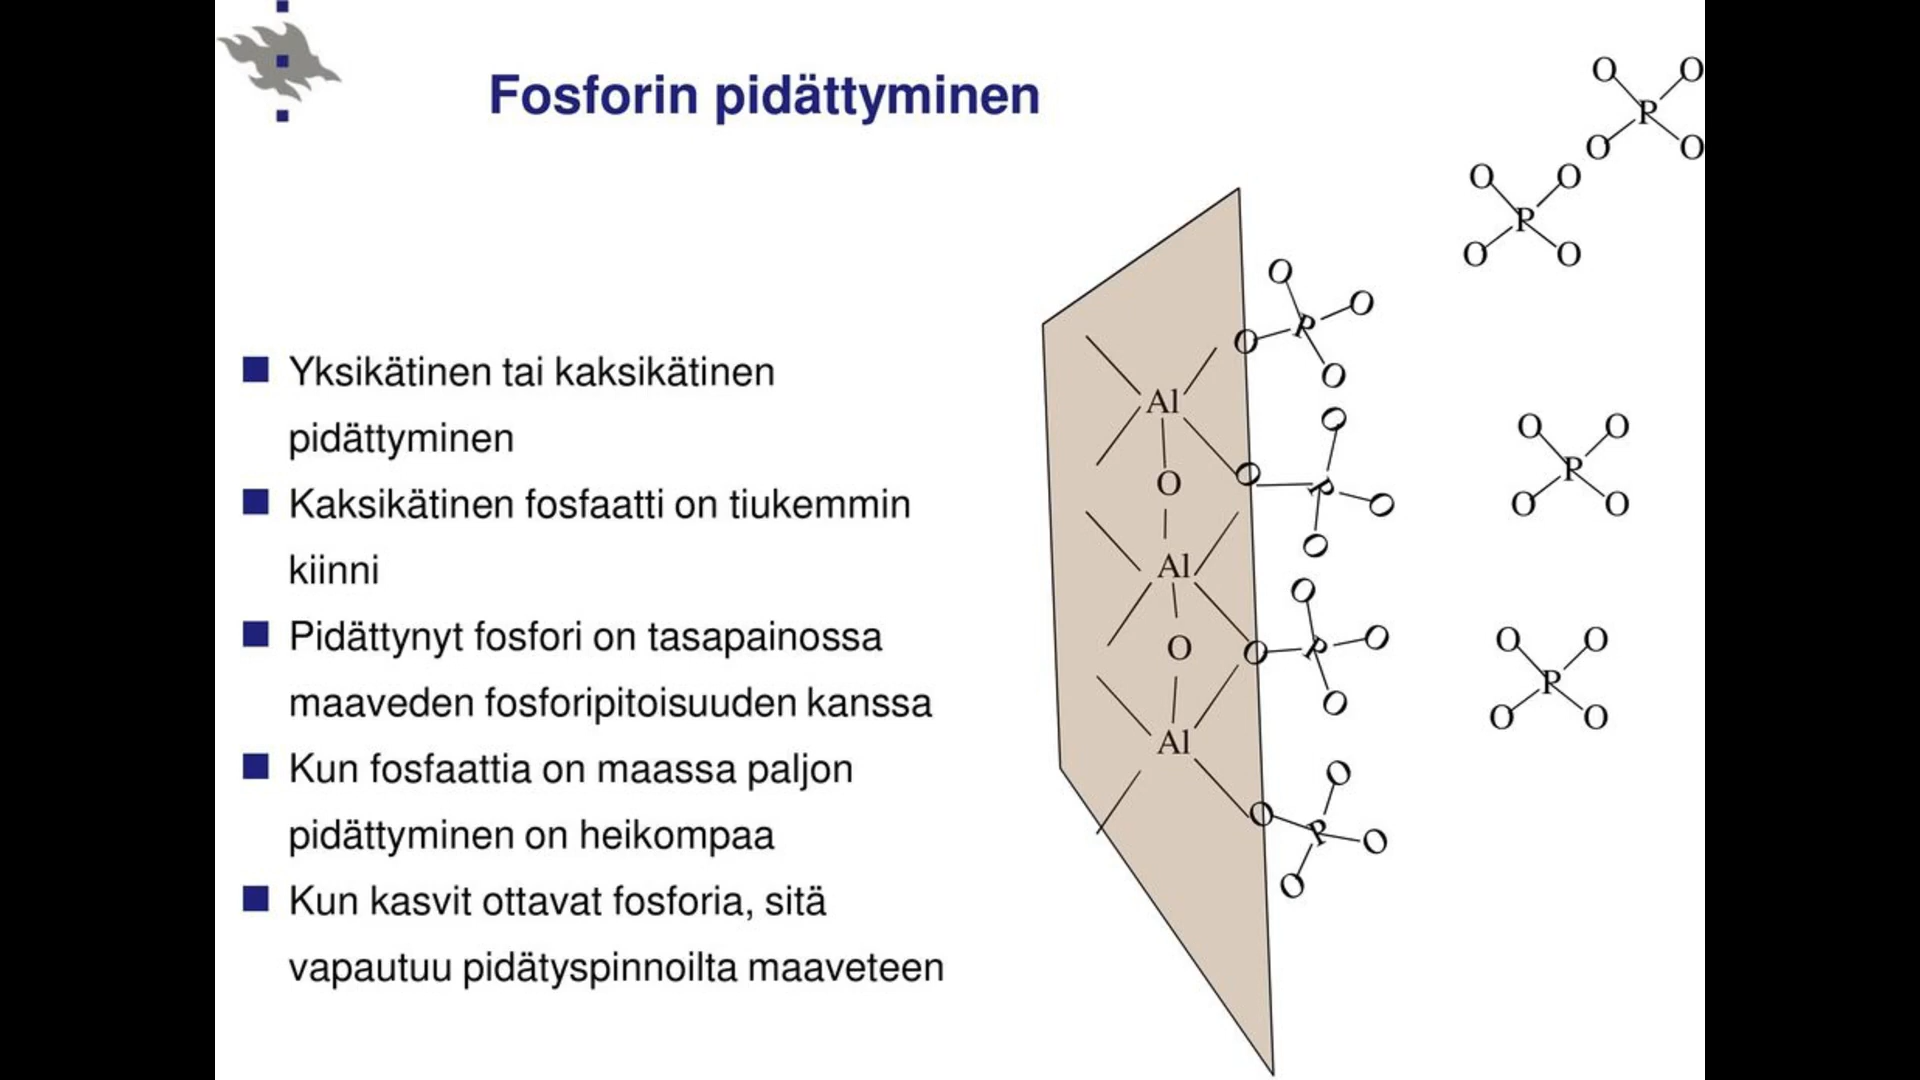 Fosforin pidättyminen
Yksikätinen tai kaksikätinen
pidättyminen
Kaksikätinen fosfaatti on tiukemmin
kiinni
Pidättynyt fosfori on tasapainossa
maaveden fosforipitoisuuden kanssa
Kun fosfaattia on maassa paljon
pidättyminen on heikompaa
Kun kasvit ottavat fosforia, sitä
vapautuu pidätyspinnoilta maaveteen
O O
P
O O
O O
P
O O
O
O
P
O
O
Al
O
O
O
P
O
O
Al
O
O
O
P
O
O
Al
O
O
P
O
O
O O
P
O O
O O
P
O O